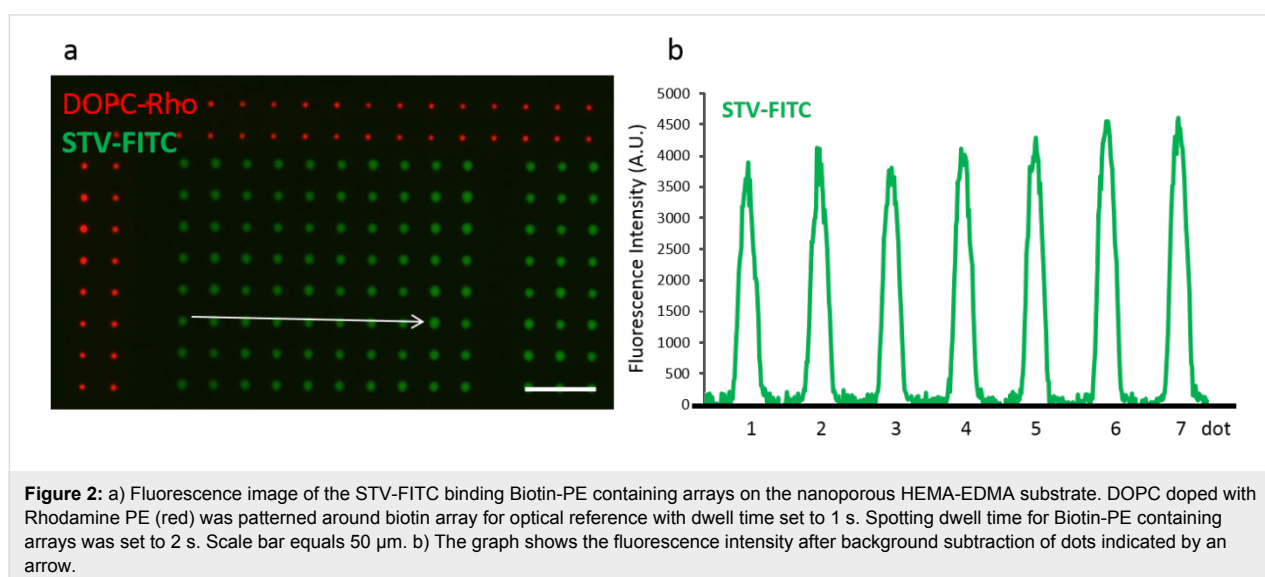 a
DOPC-Rho
STV-FITC
b
STV-FITC
Fluorescence Intensity (A.U.)
5000
4500
4000
3500
3000
2500
2000
1500
1000
500
0
1 2 3 4 5 6 7 dot
Figure 2: a) Fluorescence image of the STV-FITC binding Biotin-PE containing arrays on the nanoporous HEMA-EDMA substrate. DOPC doped with
Rhodamine PE (red) was patterned around biotin array for optical reference with dwell time set to 1 s. Spotting dwell time for Biotin-PE containing
arrays was set to 2 s. Scale bar equals 50 µm. b) The graph shows the fluorescence intensity after background subtraction of dots indicated by an
arrow.